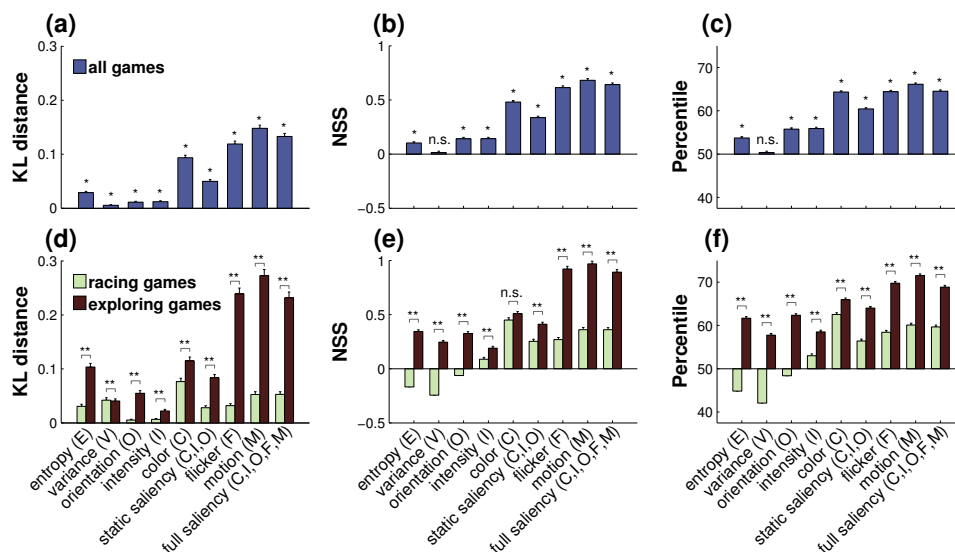 (a)
KL distance
0.3
0.2
0.1
0
all games
* * * * * * * * *
(b)
NSS
1
0.5
0
−0.5
* n.s. * * * * * * *
(c)
Percentile
70
60
50
40
* n.s. * * * * * * *
(d)
KL distance
0.3
0.2
0.1
0
racing games
exploring games
** ** ** ** ** ** ** ** **
entropy (E)
variance (V)
orientation (O)
intensity (I)
color (C)
static saliency (C,I,O)
flicker (F)
motion (M)
full saliency (C,I,O,F,M)
(e)
NSS
1
0.5
0
−0.5
** ** ** ** n.s. ** ** ** **
entropy (E)
variance (V)
orientation (O)
intensity (I)
color (C)
static saliency (C,I,O)
flicker (F)
motion (M)
full saliency (C,I,O,F,M)
(f)
Percentile
70
60
50
40
** ** ** ** ** ** ** ** **
entropy (E)
variance (V)
orientation (O)
intensity (I)
color (C)
static saliency (C,I,O)
flicker (F)
motion (M)
full saliency (C,I,O,F,M)